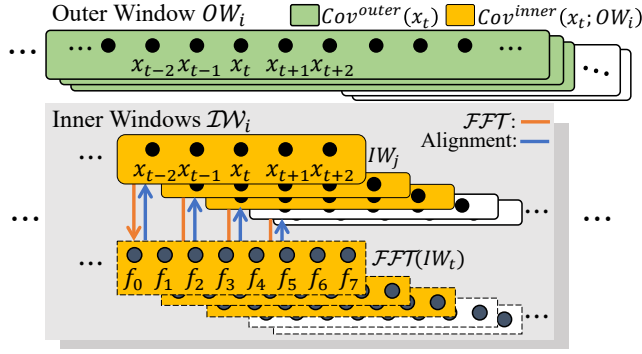 Outer Window OW_i Cov^{outer}(x_t) Cov^{inner}(x_t; OW_i)
... ...
x_{t-2} x_{t-1} x_t x_{t+1} x_{t+2}
...
Inner Windows 𝓘𝓦_i 𝓕𝓕𝓣:
Alignment:
... IW_j
x_{t-2} x_{t-1} x_t x_{t+1} x_{t+2}
... ... ...
... 𝓕𝓕𝓣(IW_t)
f_0 f_1 f_2 f_3 f_4 f_5 f_6 f_7
...